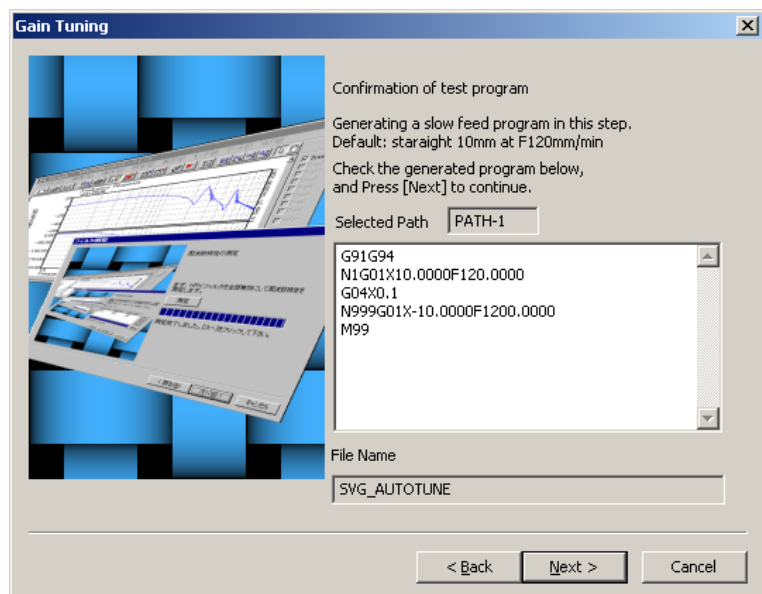 Gain Tuning
Confirmation of test program
Generating a slow feed program in this step.
Default: staraight 10mm at F120mm/min
Check the generated program below,
and Press [Next] to continue.
Selected Path PATH-1
G91G94
N1G01X10.0000F120.0000
G04X0.1
N999G01X-10.0000F1200.0000
M99
File Name
SVG_AUTOTUNE
< Back Next > Cancel